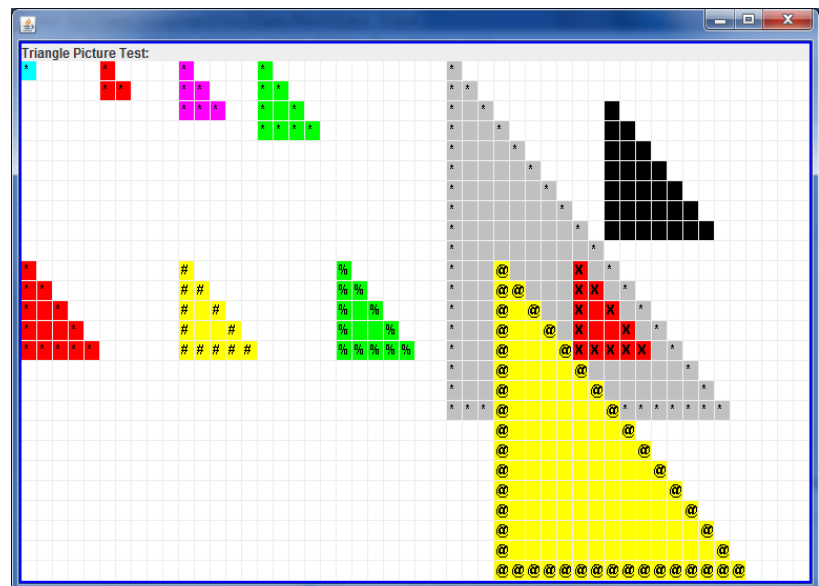 Triangle Picture Test:
* * * * *
* * * * * * * *
* * * * * * *
* * * * * *
* *
* *
* *
* *
* *
* *
* # % * @ X *
* * # # % % * @ @ X X *
* * # # % % * @ @ X X *
* * # # % % * @ @ X X *
* * * * * # # # # # % % % % % * @ @ X X X X X *
* @ @ *
* @ @ *
* * * @ @ * * * * * * *
@ @
@ @
@ @
@ @
@ @
@ @
@ @
@ @ @ @ @ @ @ @ @ @ @ @ @ @ @ @